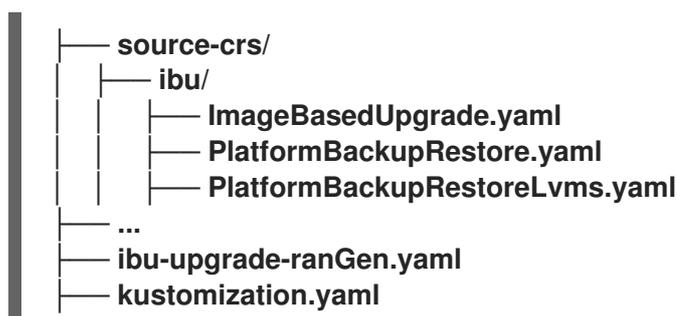 ├── source-crs/
│ ├── ibu/
│ │ ├── ImageBasedUpgrade.yaml
│ │ ├── PlatformBackupRestore.yaml
│ │ ├── PlatformBackupRestoreLvms.yaml
├── ...
├── ibu-upgrade-ranGen.yaml
├── kustomization.yaml